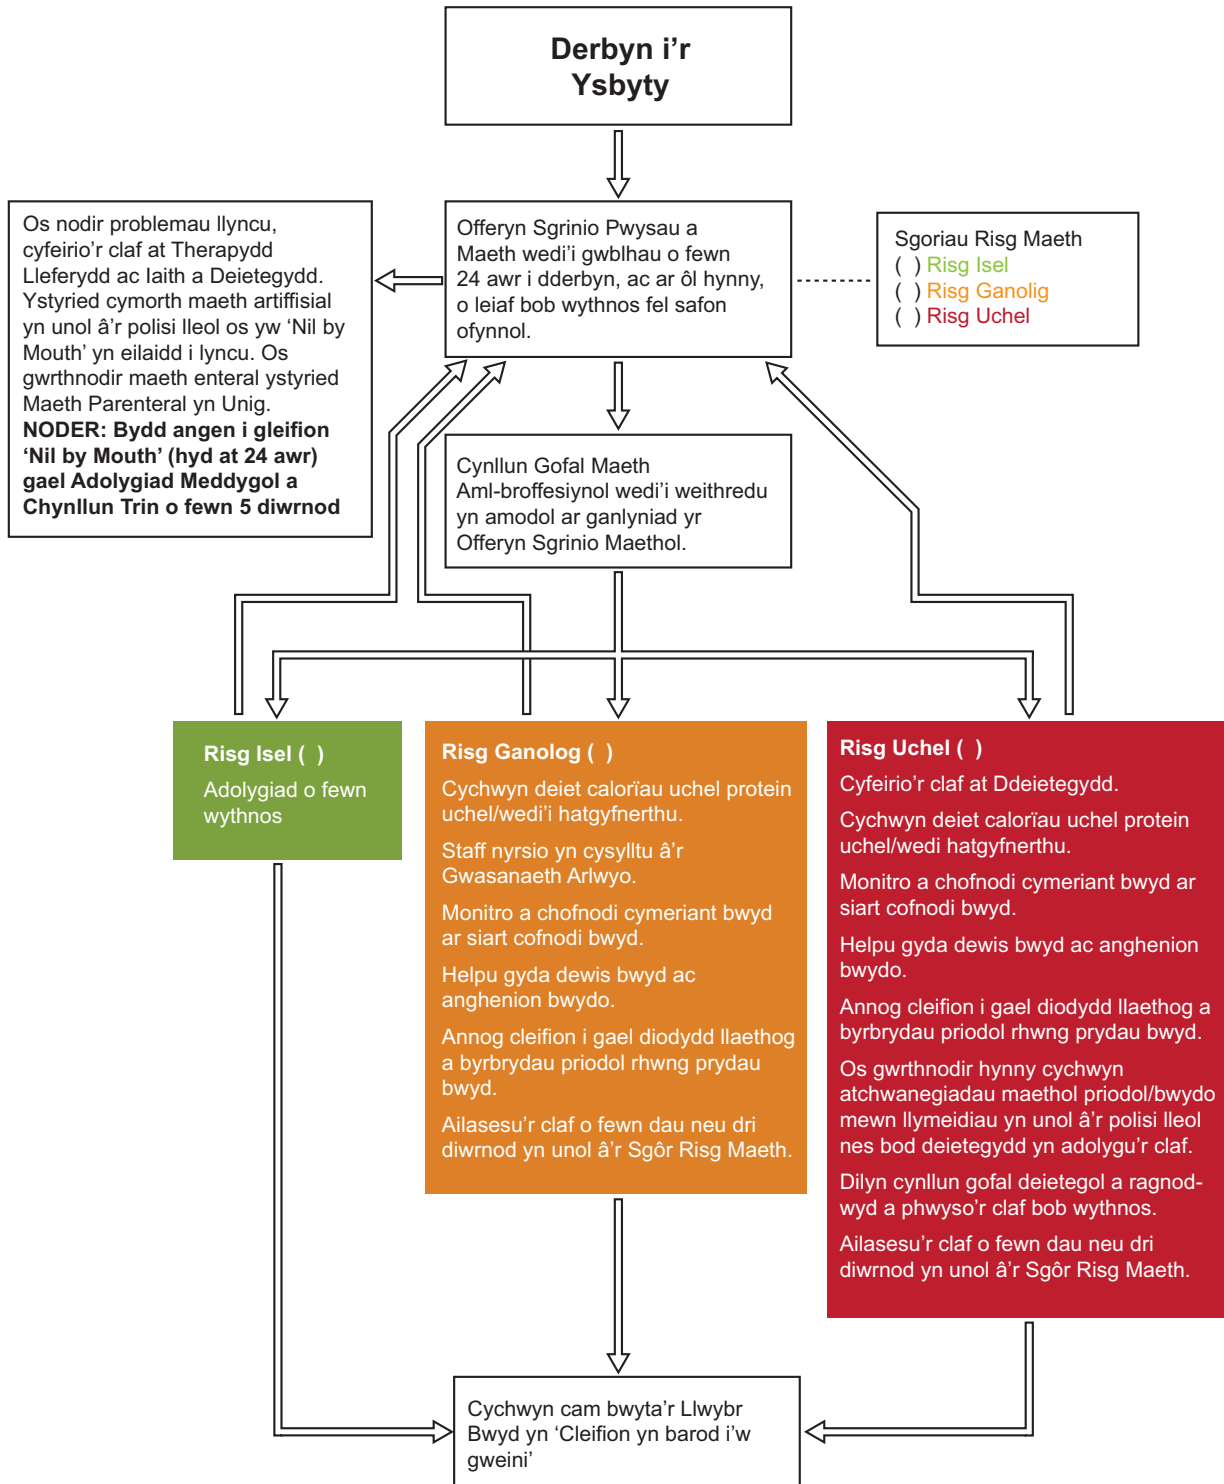 Derbyn i’r
Ysbyty
Os nodir problemau llyncu,
cyfeirio’r claf at Therapydd
Lleferydd ac Iaith a Deietegydd.
Ystyried cymorth maeth artiffisial
yn unol â’r polisi lleol os yw ‘Nil by
Mouth’ yn eilaidd i lyncu. Os
gwrthnodir maeth enteral ystyried
Maeth Parenteral yn Unig.
NODER: Bydd angen i gleifion
‘Nil by Mouth’ (hyd at 24 awr)
gael Adolygiad Meddygol a
Chynllun Trin o fewn 5 diwrnod
Offeryn Sgrinio Pwysau a
Maeth wedi’i gwblhau o fewn
24 awr i dderbyn, ac ar ôl hynny,
o leiaf bob wythnos fel safon
ofynnol.
Sgoriau Risg Maeth
( ) Risg Isel
( ) Risg Ganolig
( ) Risg Uchel
Cynllun Gofal Maeth
Aml-broffesiynol wedi’i weithredu
yn amodol ar ganlyniad yr
Offeryn Sgrinio Maethol.
Risg Isel ( )
Adolygiad o fewn
wythnos
Risg Ganolog ( )
Cychwyn deiet calorïau uchel protein
uchel/wedi’i hatgyfnerthu.
Staff nyrsio yn cysylltu â’r
Gwasanaeth Arlwyo.
Monitro a chofnodi cymeriant bwyd
ar siart cofnodi bwyd.
Helpu gyda dewis bwyd ac
anghenion bwydo.
Annog cleifion i gael diodydd llaethog
a byrbrydau priodol rhwng prydau
bwyd.
Ailasesu’r claf o fewn dau neu dri
diwrnod yn unol â’r Sgôr Risg Maeth.
Risg Uchel ( )
Cyfeirio’r claf at Ddeietegydd.
Cychwyn deiet calorïau uchel protein
uchel/wedi hatgyfnerthu.
Monitro a chofnodi cymeriant bwyd ar
siart cofnodi bwyd.
Helpu gyda dewis bwyd ac anghenion
bwydo.
Annog cleifion i gael diodydd llaethog a
byrbrydau priodol rhwng prydau bwyd.
Os gwrthnodir hynny cychwyn
atchwanegiadau maethol priodol/bwydo
mewn llymeidiau yn unol â’r polisi lleol
nes bod deietegydd yn adolygu’r claf.
Dilyn cynllun gofal deietegol a ragnod-
wyd a phwyso’r claf bob wythnos.
Ailasesu’r claf o fewn dau neu dri
diwrnod yn unol â’r Sgôr Risg Maeth.
Cychwyn cam bwyta’r Llwybr
Bwyd yn ‘Cleifion yn barod i’w
gweini’